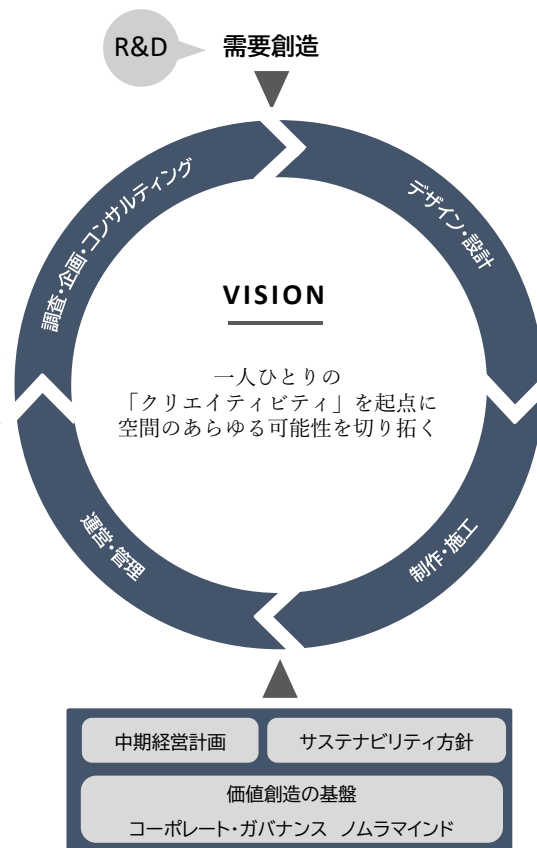 R&D
需要創造
調査・企画・コンサルティング
デザイン・設計
VISION
一人ひとりの
「クリエイティビティ」を起点に
空間のあらゆる可能性を切り拓く
運営・管理
制作・施工
中期経営計画
サステナビリティ方針
価値創造の基盤
コーポレート・ガバナンス ノムラマインド